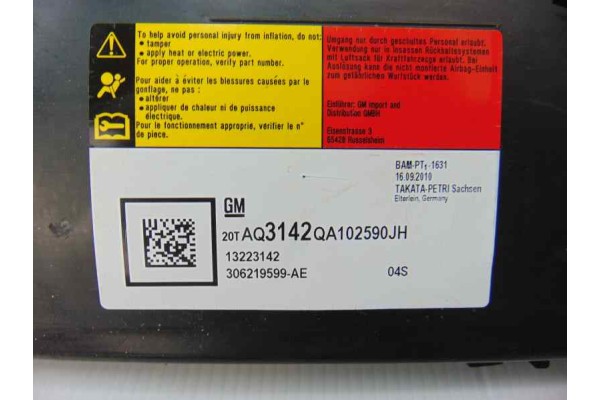 To help avoid personal injury from inflation, do not:
• tamper
• apply heat or electric power.
For proper operation, verify part no.
Pour aider à éviter les blessures causées par le
gonflage, ne pas :
• altérer
• appliquer de chaleur ni de puissance
électrique.
Pour le fonctionnement approprié, vérifier le n°
de piece.
Umgang nur durch geschultes Personal erlaubt.
Verwendung nur in Insassen Rückhaltesystemen
mit Luftsack für Kraftfahrzeuge erlaubt. Bei
Auslösung kann die nicht montierte Airbag-Einheit
zum gefährlichen Wurfstück werden.
Einführer: GM Import and
Distribution GMBH
Eisenstrasse 3
65428 Russelsheim
BAM-PT1-1631
16.09.2010
TAKATA-PETRI Sachsen
Elterlein, Germany
GM
20TAQ3142QA102590JH
13223142
306219599-AE 04S